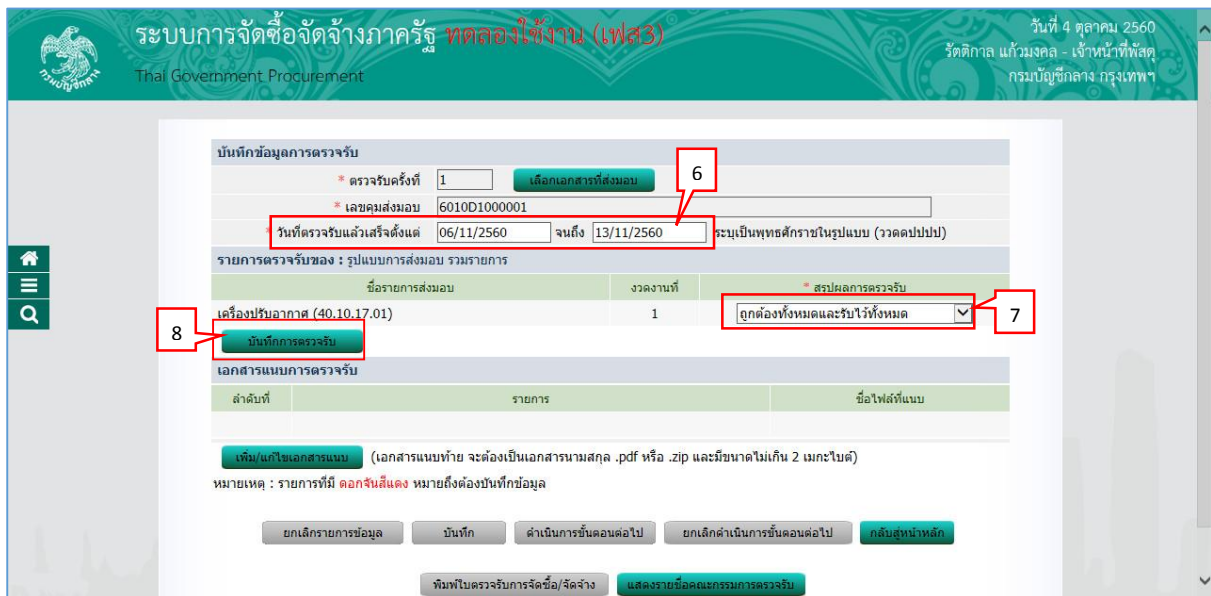 ระบบการจัดซื้อจัดจ้างภาครัฐ ทดลองใช้งาน (เฟส3)
Thai Government Procurement
วันที่ 4 ตุลาคม 2560
รัตติกาล แก้วมงคล - เจ้าหน้าที่พัสดุ
กรมบัญชีกลาง กรุงเทพฯ
กรมบัญชีกลาง
บันทึกข้อมูลการตรวจรับ
* ตรวจรับครั้งที่ 1 เลือกเอกสารที่ส่งมอบ
6
* เลขคุมส่งมอบ 6010D1000001
* วันที่ตรวจรับแล้วเสร็จตั้งแต่ 06/11/2560 จนถึง 13/11/2560 ระบุเป็นพุทธศักราชในรูปแบบ (ววดดปปปป)
รายการตรวจรับของ : รูปแบบการส่งมอบ รวมรายการ
ชื่อรายการส่งมอบ งวดงานที่ * สรุปผลการตรวจรับ
เครื่องปรับอากาศ (40.10.17.01) 1 ถูกต้องทั้งหมดและรับไว้ทั้งหมด 7
8 บันทึกการตรวจรับ
เอกสารแนบการตรวจรับ
ลำดับที่ รายการ ชื่อไฟล์ที่แนบ
เพิ่ม/แก้ไขเอกสารแนบ (เอกสารแนบท้าย จะต้องเป็นเอกสารนามสกุล .pdf หรือ .zip และมีขนาดไม่เกิน 2 เมกะไบต์)
หมายเหตุ : รายการที่มี ดอกจันสีแดง หมายถึงต้องบันทึกข้อมูล
ยกเลิกรายการข้อมูล บันทึก ดำเนินการขั้นตอนต่อไป ยกเลิกดำเนินการขั้นตอนต่อไป กลับสู่หน้าหลัก
พิมพ์ใบตรวจรับการจัดซื้อ/จัดจ้าง แสดงรายชื่อคณะกรรมการตรวจรับ